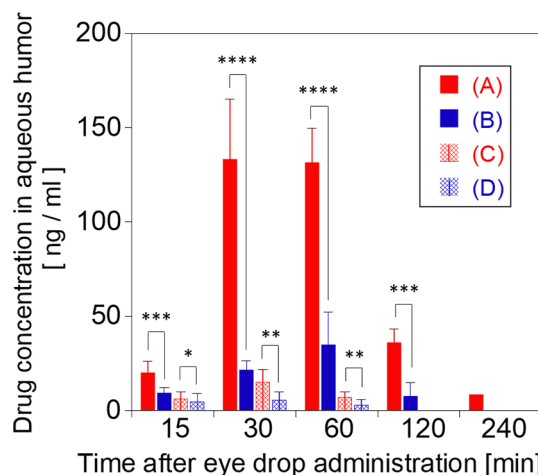 Drug concentration in aqueous humor
[ ng / ml ]
200
150
100
50
0
****
****
***
*
**
**
***
(A)
(B)
(C)
(D)
15 30 60 120 240
Time after eye drop administration [min]